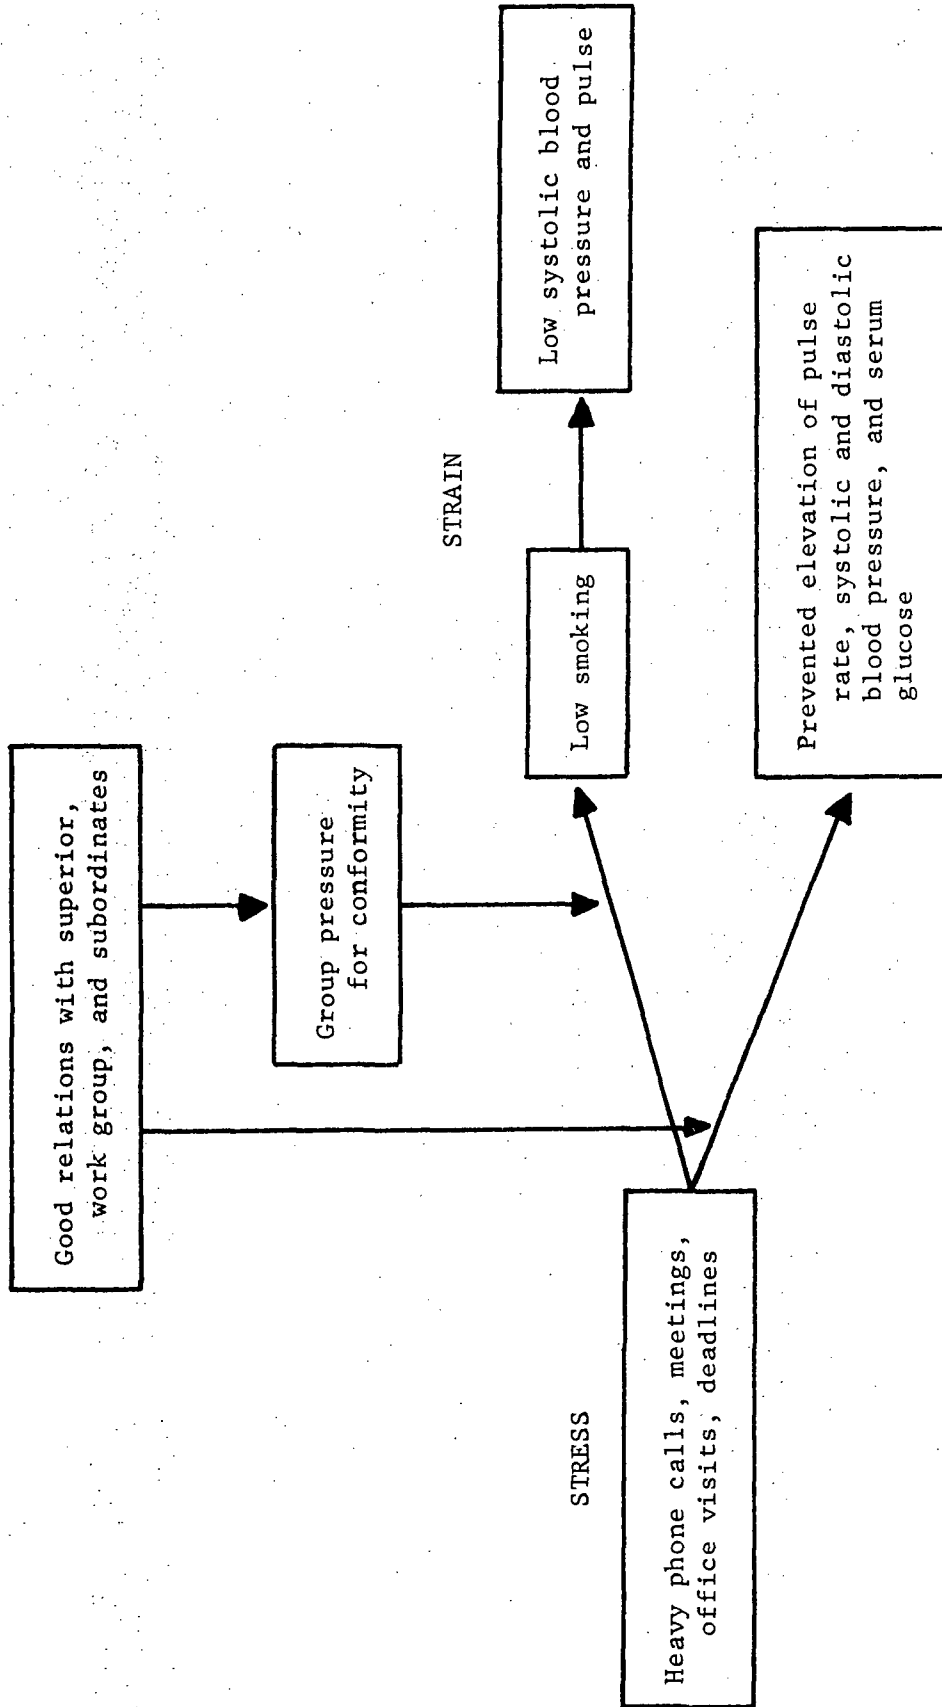 Good relations with superior,
work group, and subordinates
Group pressure
for conformity
STRESS
Heavy phone calls, meetings,
office visits, deadlines
STRAIN
Low smoking
Low systolic blood
pressure and pulse
Prevented elevation of pulse
rate, systolic and diastolic
blood pressure, and serum
glucose